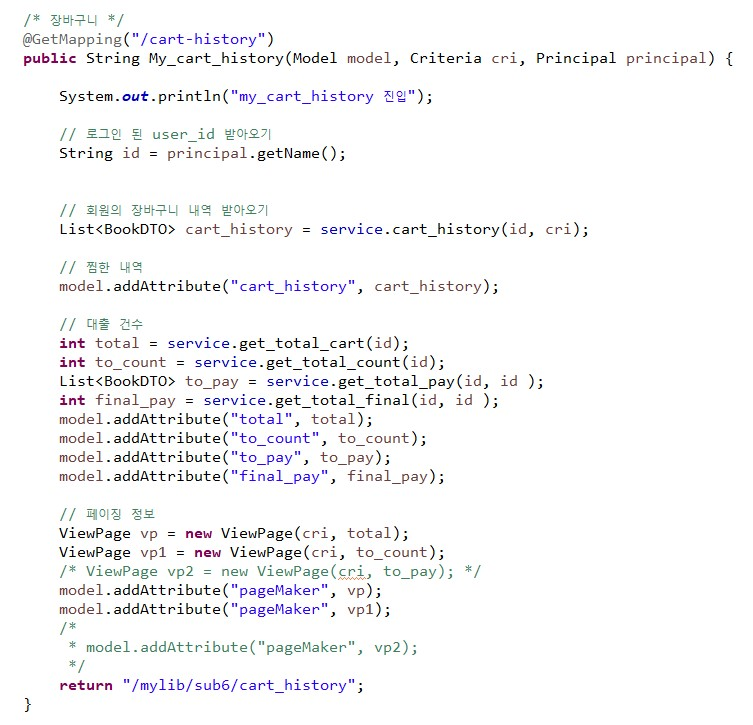 /* 장바구니 */
@GetMapping("/cart-history")
public String My_cart_history(Model model, Criteria cri, Principal principal) {
System.out.println("my_cart_history 진입");
// 로그인 된 user_id 받아오기
String id = principal.getName();
// 회원의 장바구니 내역 받아오기
List<BookDTO> cart_history = service.cart_history(id, cri);
// 찜한 내역
model.addAttribute("cart_history", cart_history);
// 대출 건수
int total = service.get_total_cart(id);
int to_count = service.get_total_count(id);
List<BookDTO> to_pay = service.get_total_pay(id, id );
int final_pay = service.get_total_final(id, id );
model.addAttribute("total", total);
model.addAttribute("to_count", to_count);
model.addAttribute("to_pay", to_pay);
model.addAttribute("final_pay", final_pay);
// 페이징 정보
ViewPage vp = new ViewPage(cri, total);
ViewPage vp1 = new ViewPage(cri, to_count);
/* ViewPage vp2 = new ViewPage(cri, to_pay); */
model.addAttribute("pageMaker", vp);
model.addAttribute("pageMaker", vp1);
/*
* model.addAttribute("pageMaker", vp2);
*/
return "/mylib/sub6/cart_history";
}